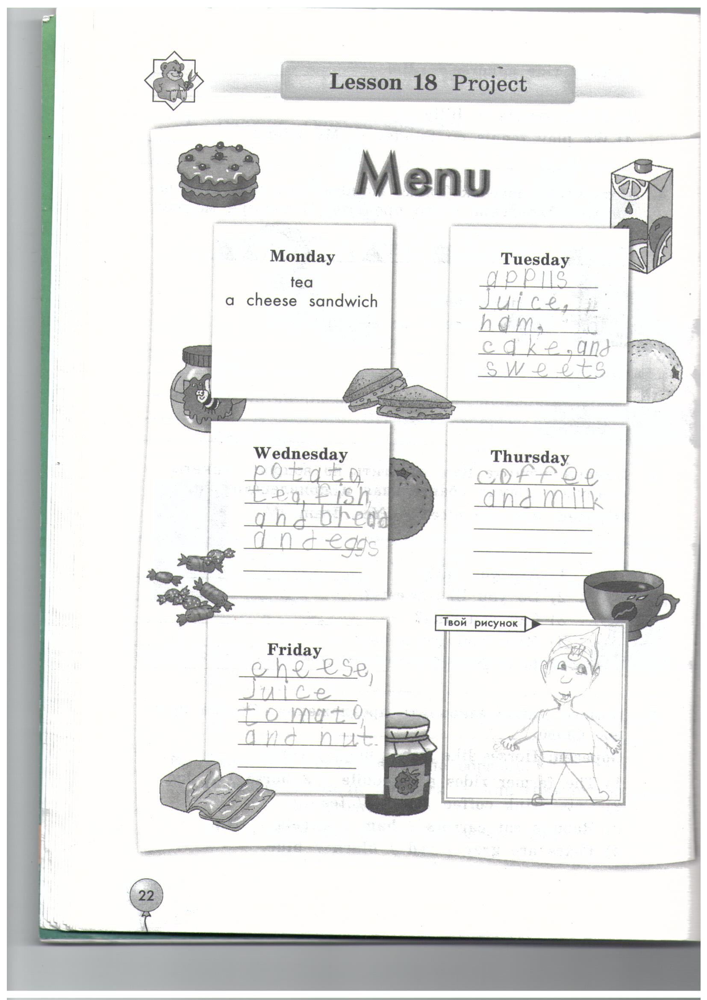 Lesson 18 Project
Menu
Monday
tea
a cheese sandwich
Tuesday
applls
juice,
ham,
cake, and
sweets
Wednesday
potato,
tea, fish,
and bread
and eggs
Thursday
coffee
and milk
Friday
cheese,
juice
tomato,
and nut.
Твой рисунок
W
22